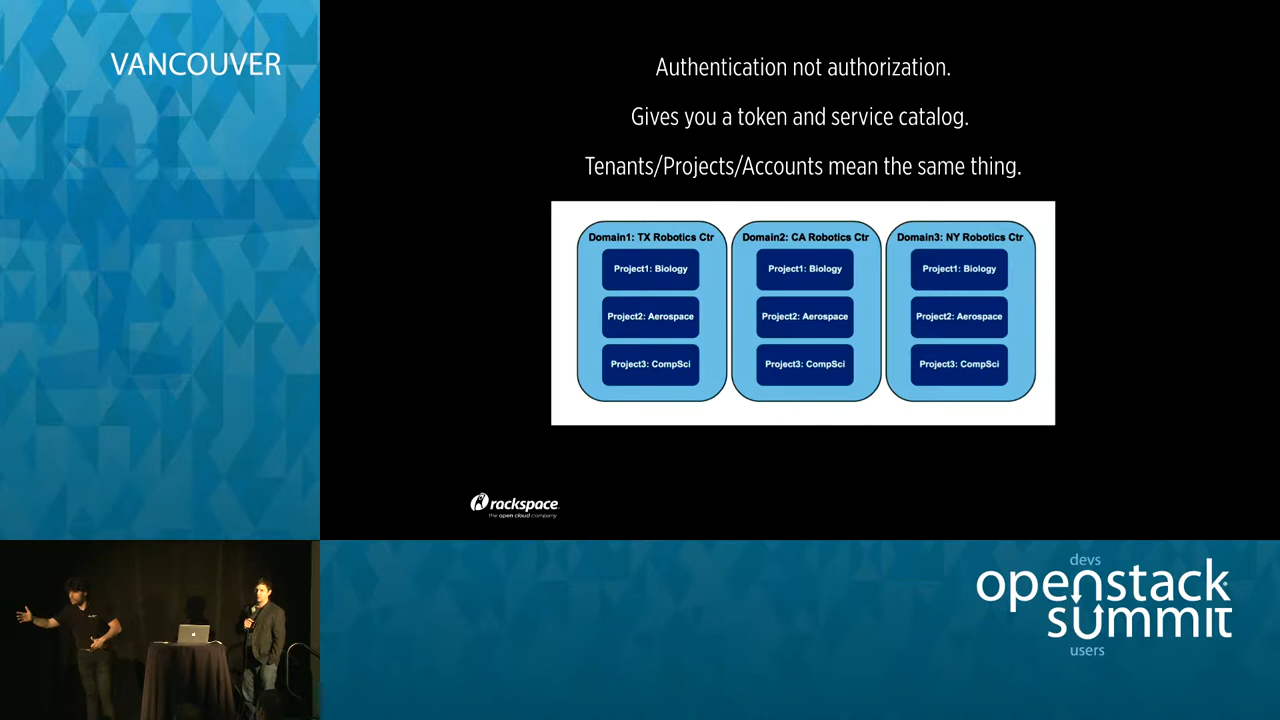 VANCOUVER
Authentication not authorization.
Gives you a token and service catalog.
Tenants/Projects/Accounts mean the same thing.
Domain1: TX Robotics Ctr
Project1: Biology
Project2: Aerospace
Project3: CompSci
Domain2: CA Robotics Ctr
Project1: Biology
Project2: Aerospace
Project3: CompSci
Domain3: NY Robotics Ctr
Project1: Biology
Project2: Aerospace
Project3: CompSci
rackspace
the open cloud company
devs
openstack
summit
users